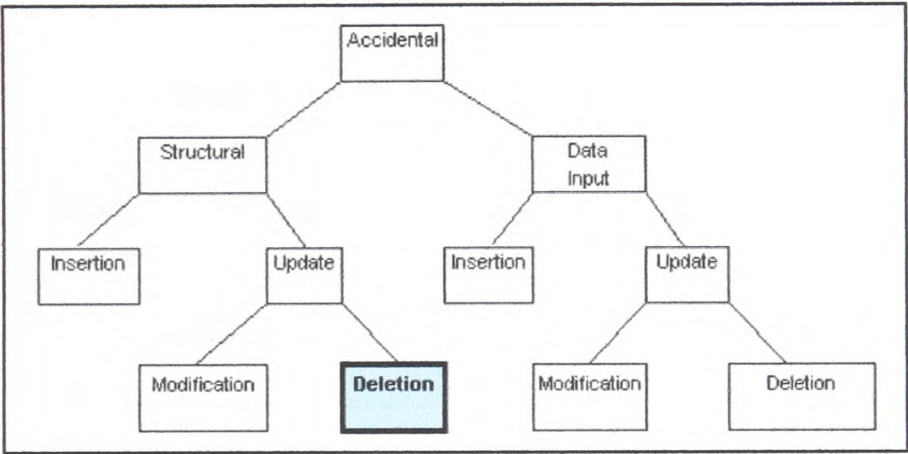 Accidental
Structural
Data
Input
Insertion
Update
Insertion
Update
Modification
Deletion
Modification
Deletion